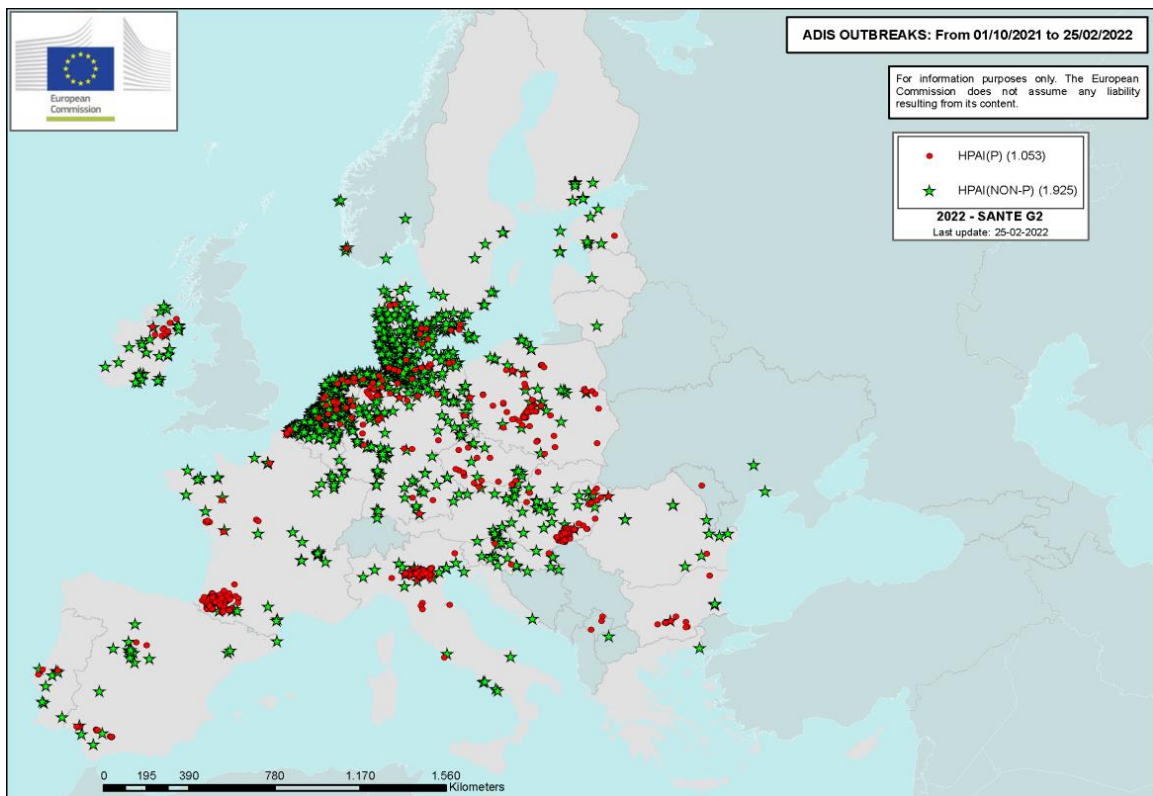 European
Commission
ADIS OUTBREAKS: From 01/10/2021 to 25/02/2022
For information purposes only. The European
Commission does not assume any liability
resulting from its content.
HPAI(P) (1.053)
HPAI(NON-P) (1.925)
2022 - SANTE G2
Last update: 25-02-2022
0 195 390 780 1.170 1.560
Kilometers